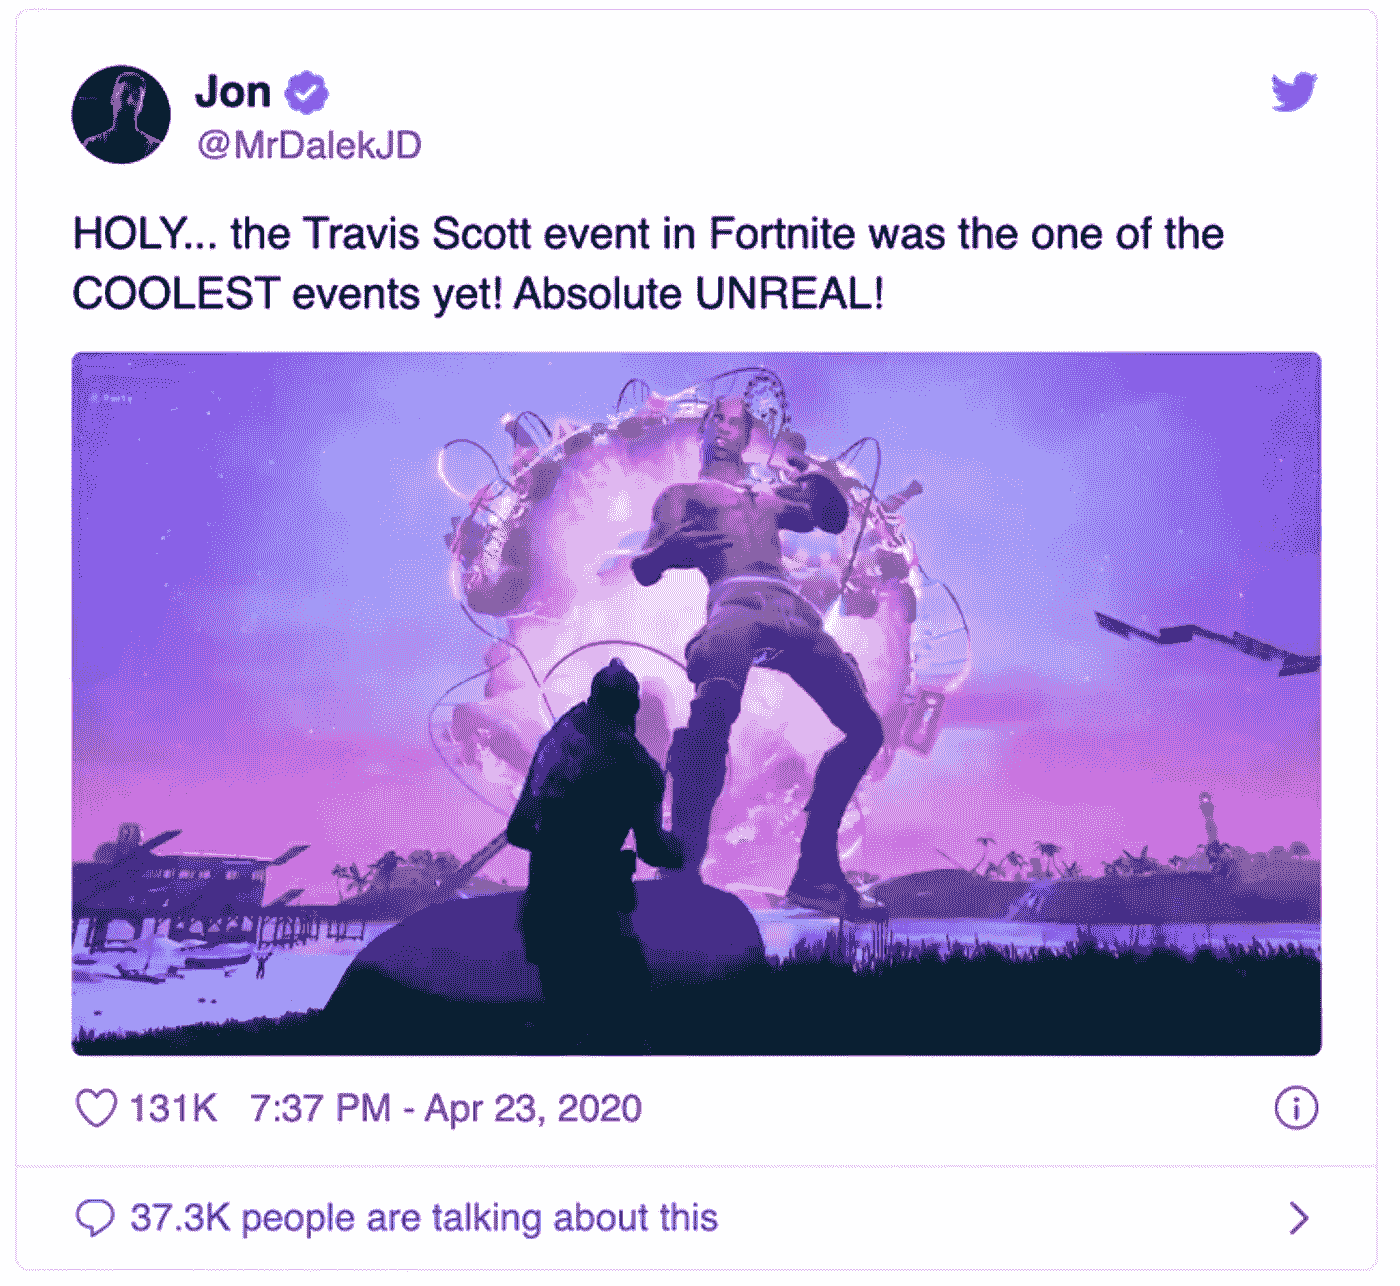 Jon
@MrDalekJD
HOLY... the Travis Scott event in Fortnite was the one of the
COOLEST events yet! Absolute UNREAL!
131K 7:37 PM - Apr 23, 2020
37.3K people are talking about this